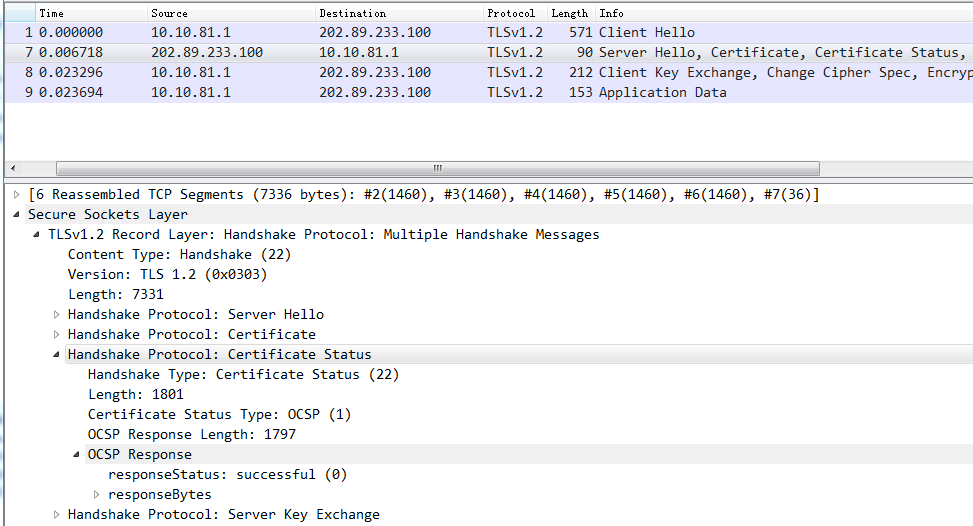 Time Source Destination Protocol Length Info
1 0.000000 10.10.81.1 202.89.233.100 TLSv1.2 571 Client Hello
7 0.006718 202.89.233.100 10.10.81.1 TLSv1.2 90 Server Hello, Certificate, Certificate Status,
8 0.023296 10.10.81.1 202.89.233.100 TLSv1.2 212 Client Key Exchange, Change Cipher Spec, Encryp
9 0.023694 10.10.81.1 202.89.233.100 TLSv1.2 153 Application Data
[6 Reassembled TCP Segments (7336 bytes): #2(1460), #3(1460), #4(1460), #5(1460), #6(1460), #7(36)]
Secure Sockets Layer
TLSv1.2 Record Layer: Handshake Protocol: Multiple Handshake Messages
Content Type: Handshake (22)
Version: TLS 1.2 (0x0303)
Length: 7331
Handshake Protocol: Server Hello
Handshake Protocol: Certificate
Handshake Protocol: Certificate Status
Handshake Type: Certificate Status (22)
Length: 1801
Certificate Status Type: OCSP (1)
OCSP Response Length: 1797
OCSP Response
responseStatus: successful (0)
responseBytes
Handshake Protocol: Server Key Exchange